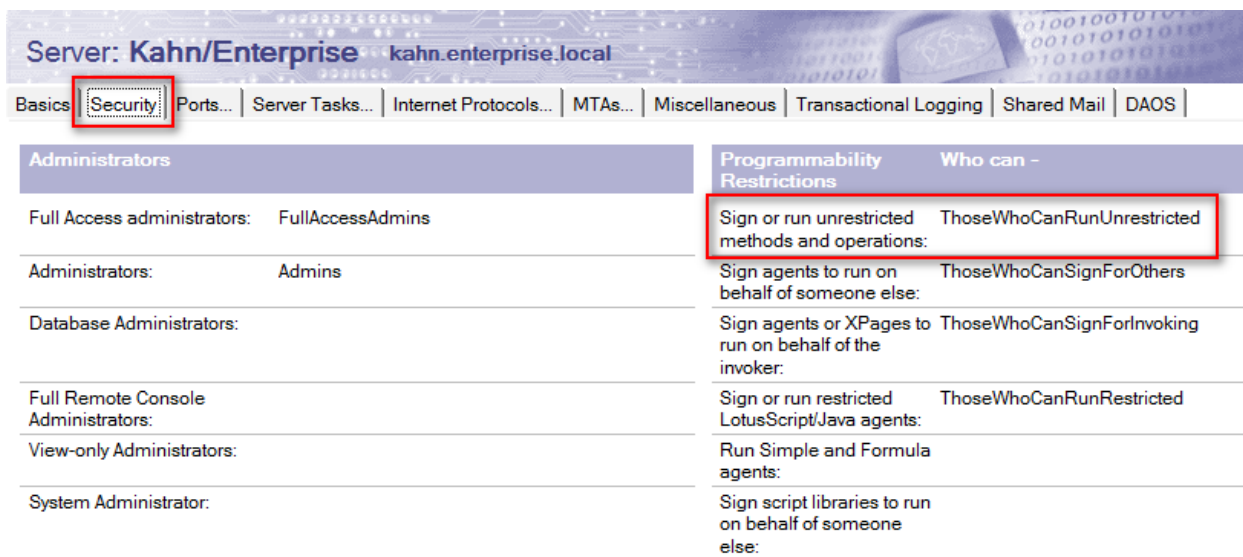 Server: Kahn/Enterprise kahn.enterprise.local
Basics Security Ports... Server Tasks... Internet Protocols... MTAs... Miscellaneous Transactional Logging Shared Mail DAOS
Administrators
Full Access administrators: FullAccessAdmins
Administrators: Admins
Database Administrators:
Full Remote Console
Administrators:
View-only Administrators:
System Administrator:
Programmability Who can -
Restrictions
Sign or run unrestricted ThoseWhoCanRunUnrestricted
methods and operations:
Sign agents to run on ThoseWhoCanSignForOthers
behalf of someone else:
Sign agents or XPages to ThoseWhoCanSignForInvoking
run on behalf of the
invoker:
Sign or run restricted ThoseWhoCanRunRestricted
LotusScript/Java agents:
Run Simple and Formula
agents:
Sign script libraries to run
on behalf of someone
else: